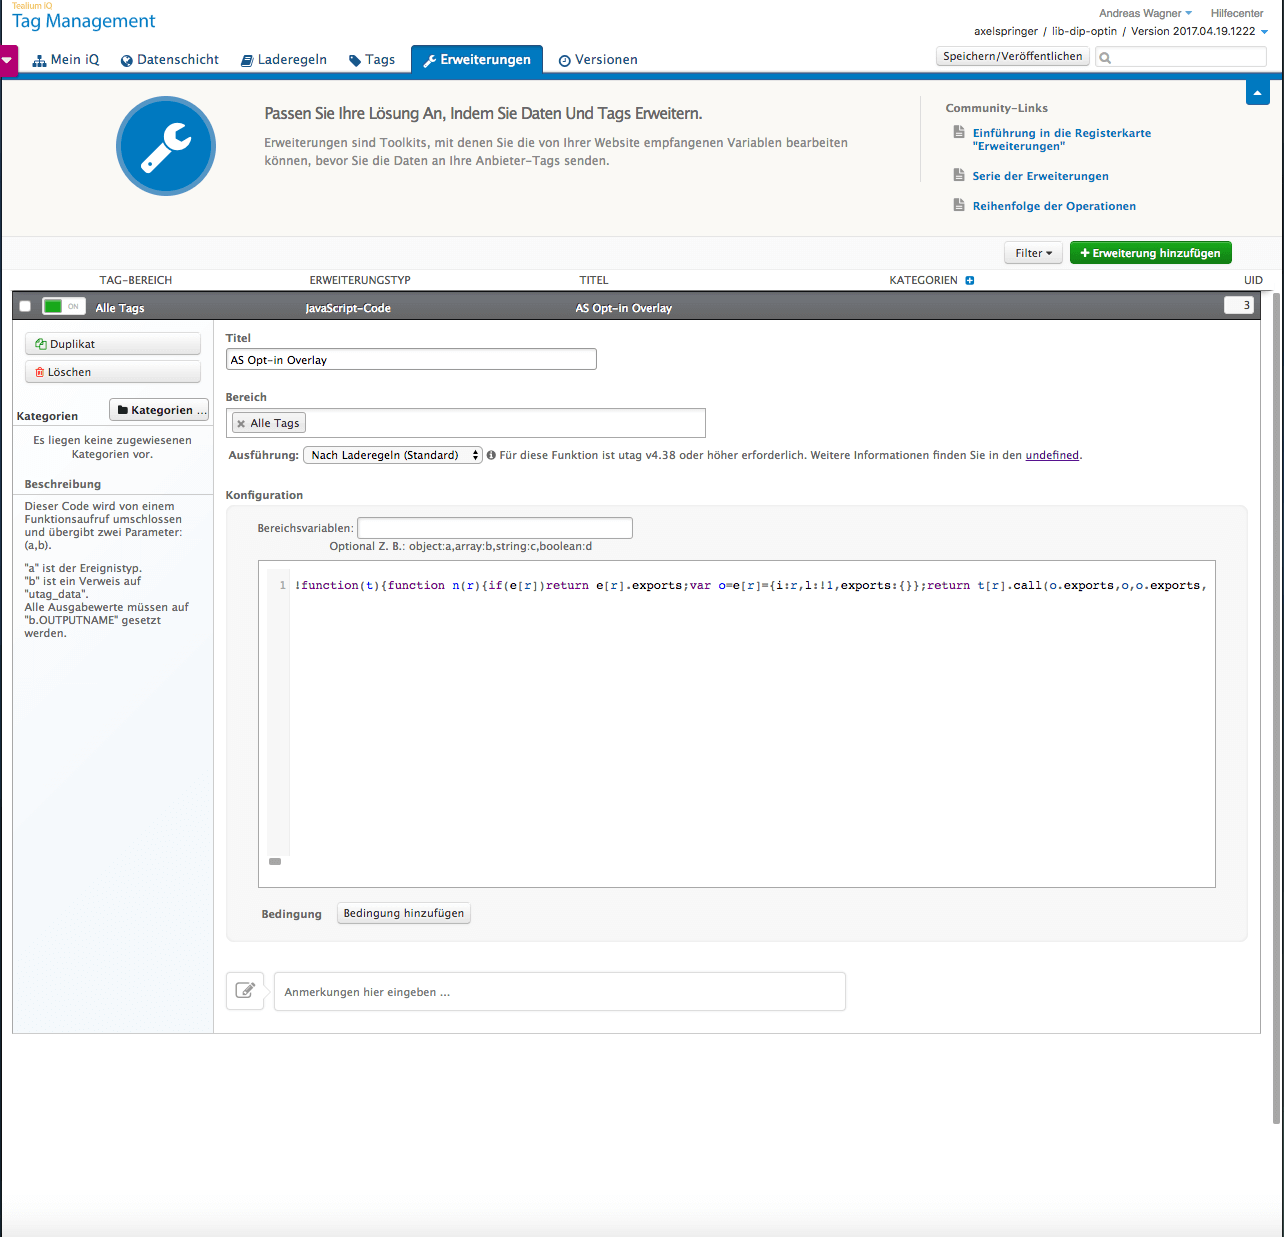 Tealium iQ
Tag Management
Andreas Wagner
Hilfecenter
axelspringer / lib-dip-optin / Version 2017.04.19.1222
Mein iQ
Datenschicht
Laderegeln
Tags
Erweiterungen
Versionen
Speichern/Veröffentlichen
Passen Sie Ihre Lösung An, Indem Sie Daten Und Tags Erweitern.
Erweiterungen sind Toolkits, mit denen Sie die von Ihrer Website empfangenen Variablen bearbeiten
können, bevor Sie die Daten an Ihre Anbieter-Tags senden.
Community-Links
Einführung in die Registerkarte
"Erweiterungen"
Serie der Erweiterungen
Reihenfolge der Operationen
Filter
+ Erweiterung hinzufügen
TAG-BEREICH
ERWEITERUNGSTYP
TITEL
KATEGORIEN
UID
ON
Alle Tags
JavaScript-Code
AS Opt-in Overlay
3
Duplikat
Löschen
Kategorien
Kategorien ...
Es liegen keine zugewiesenen
Kategorien vor.
Beschreibung
Dieser Code wird von einem
Funktionsaufruf umschlossen
und übergibt zwei Parameter:
(a,b).
"a" ist der Ereignistyp.
"b" ist ein Verweis auf
"utag_data".
Alle Ausgabewerte müssen auf
"b.OUTPUTNAME" gesetzt
werden.
Titel
AS Opt-in Overlay
Bereich
Alle Tags
Ausführung: Nach Laderegeln (Standard) Für diese Funktion ist utag v4.38 oder höher erforderlich. Weitere Informationen finden Sie in den undefined.
Konfiguration
Bereichsvariablen:
Optional Z. B.: object:a,array:b,string:c,boolean:d
1 !function(t){function n(r){if(e[r])return e[r].exports;var o=e[r]={i:r,l:!1,exports:{}};return t[r].call(o.exports,o,o.exports,
Bedingung
Bedingung hinzufügen
Anmerkungen hier eingeben ...